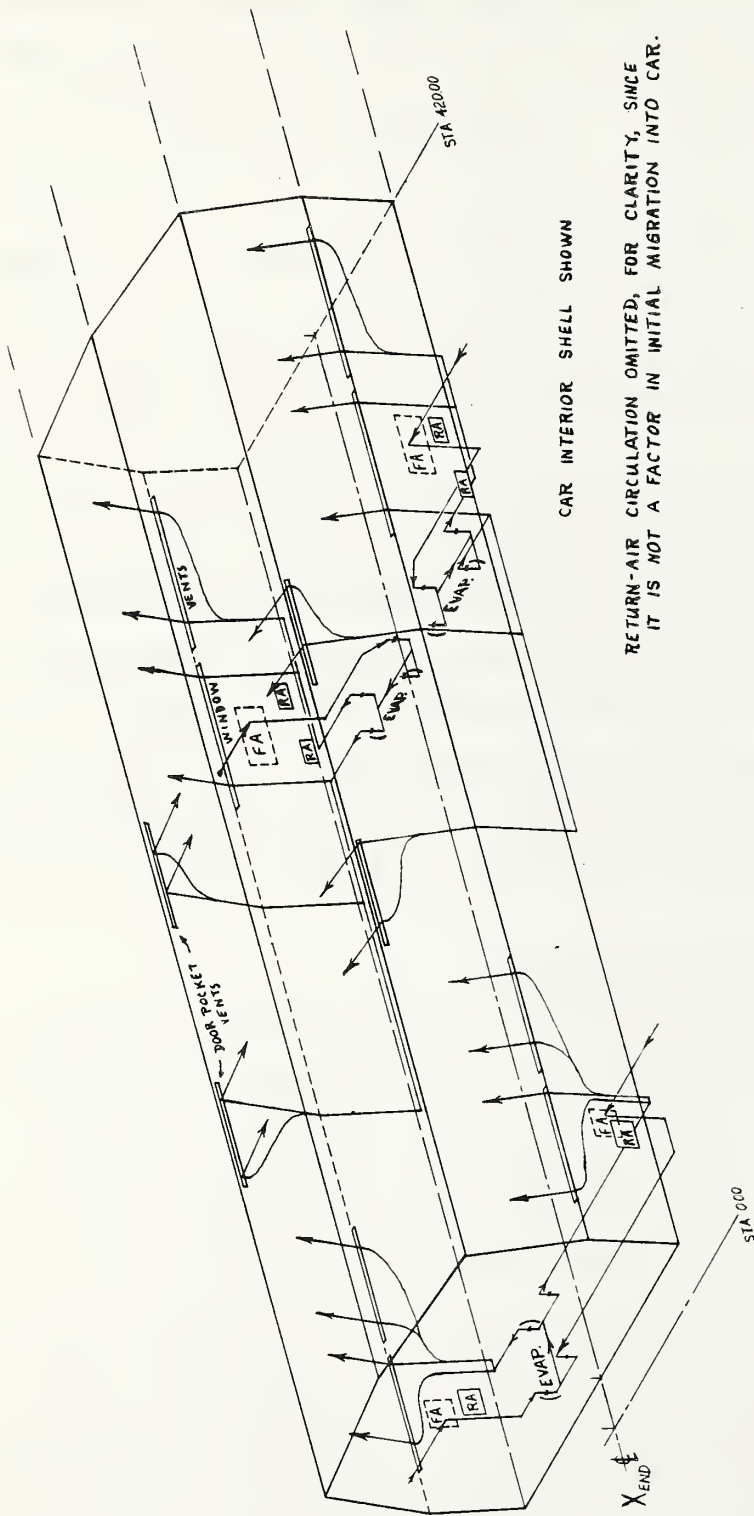 STA 420.00
VENTS
WINDOW
FA
RA
RA
EVAP.
FA
RA
RA
EVAP.
DOOR POCKET
VENTS
FA
RA
EVAP.
FA
RA
X END ℄
STA 0.00
CAR INTERIOR SHELL SHOWN
RETURN-AIR CIRCULATION OMITTED, FOR CLARITY, SINCE
IT IS NOT A FACTOR IN INITIAL MIGRATION INTO CAR.